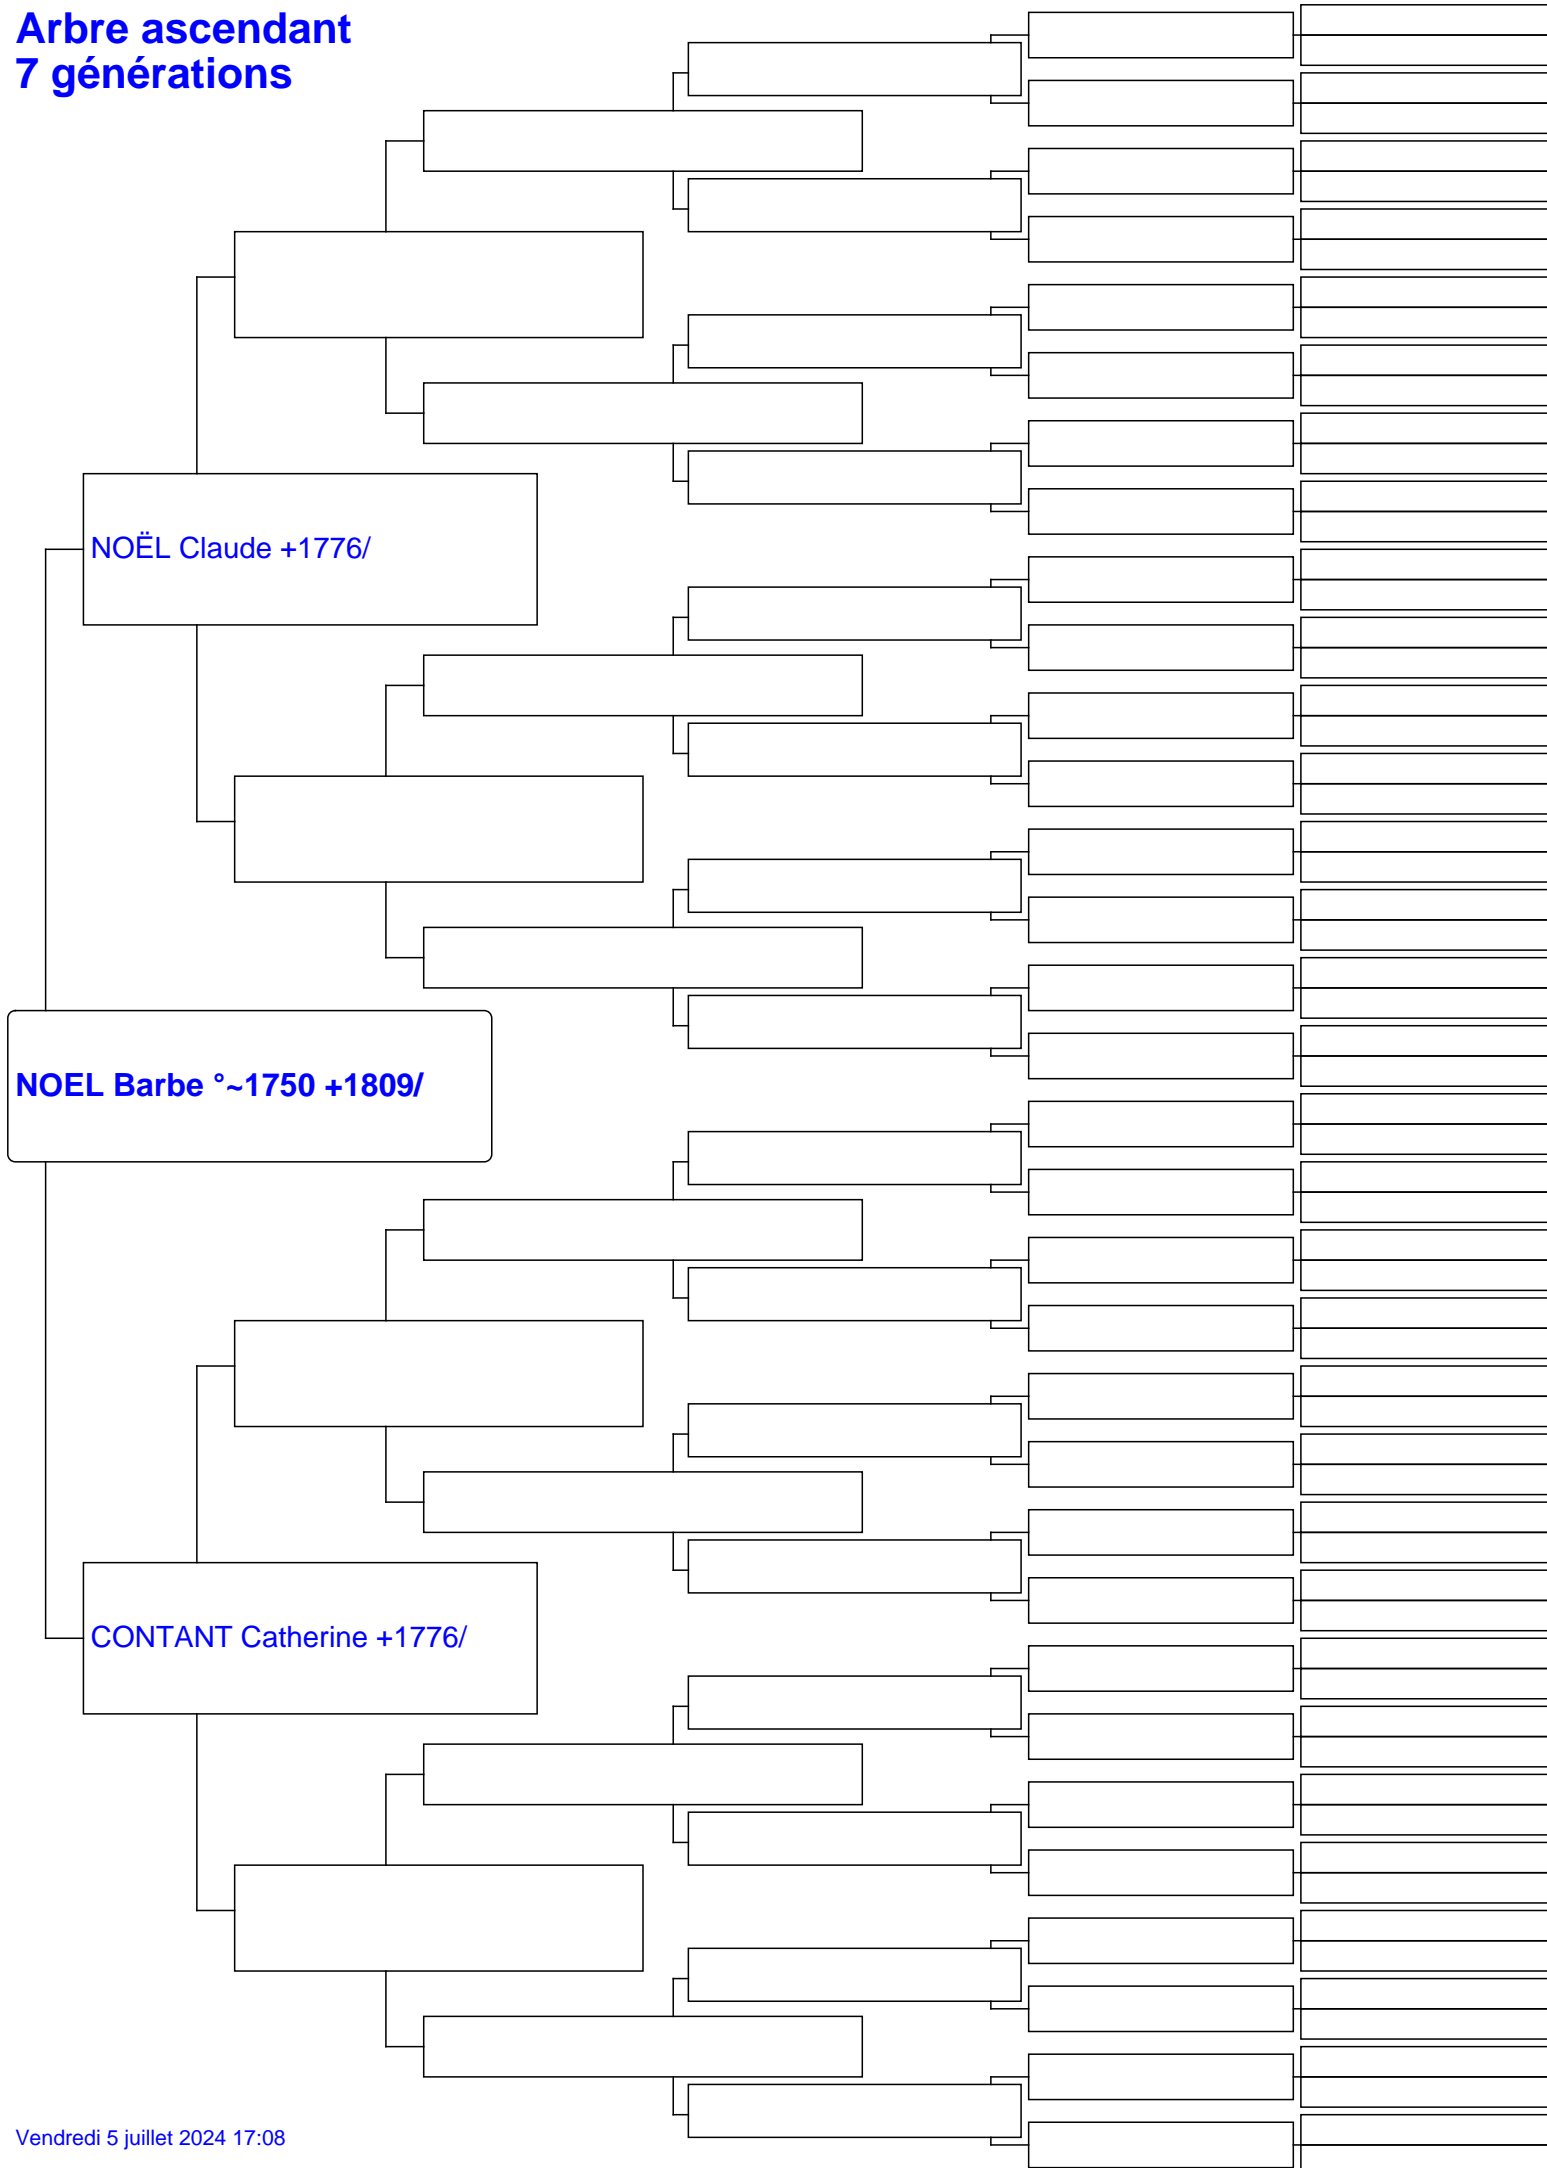 Arbre ascendant
7 générations
NOËL Claude +1776/
NOEL Barbe °~1750 +1809/
CONTANT Catherine +1776/
Vendredi 5 juillet 2024 17:08